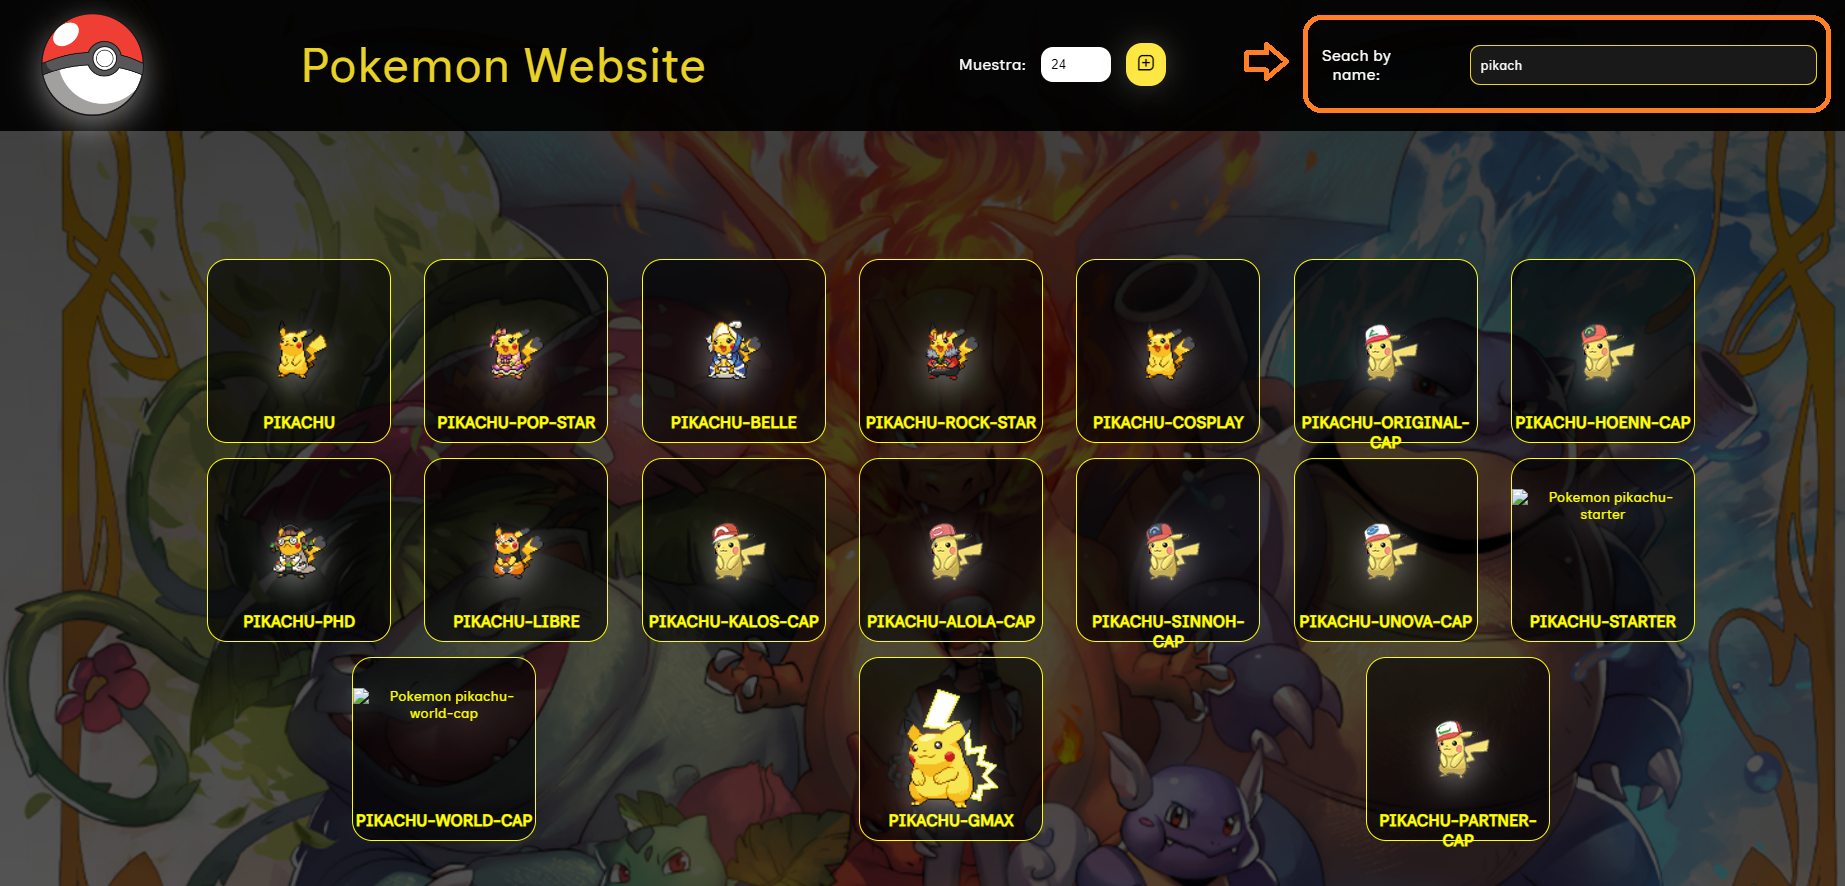 Pokemon Website
Muestra:
24
Seach by
name:
pikach
PIKACHU
PIKACHU-POP-STAR
PIKACHU-BELLE
PIKACHU-ROCK-STAR
PIKACHU-COSPLAY
PIKACHU-ORIGINAL-
CAP
PIKACHU-HOENN-CAP
PIKACHU-PHD
PIKACHU-LIBRE
PIKACHU-KALOS-CAP
PIKACHU-ALOLA-CAP
PIKACHU-SINNOH-
CAP
PIKACHU-UNOVA-CAP
Pokemon pikachu-
starter
PIKACHU-STARTER
Pokemon pikachu-
world-cap
PIKACHU-WORLD-CAP
PIKACHU-GMAX
PIKACHU-PARTNER-
CAP